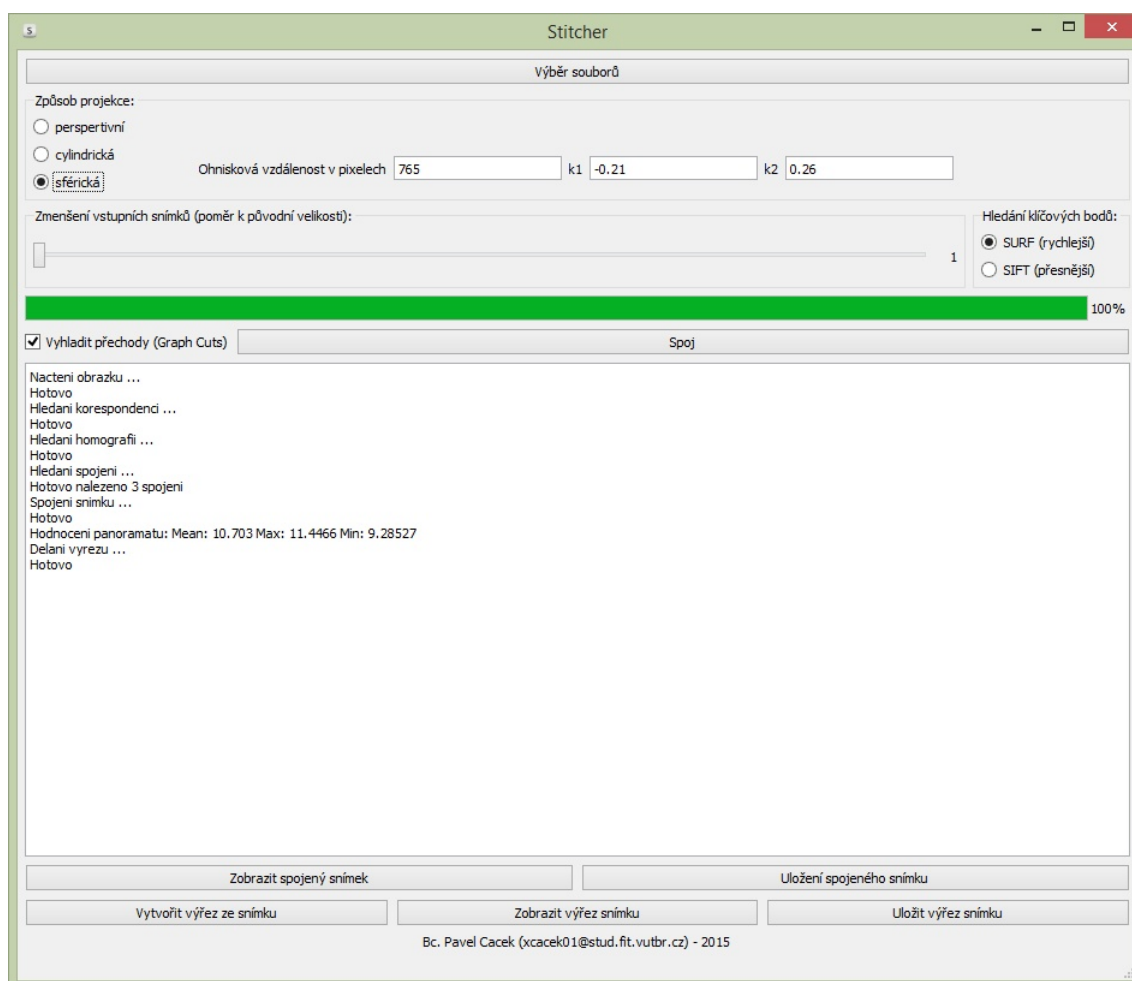 S
Stitcher
Výběr souborů
Způsob projekce:
perspertivní
cylindrická
sférická
Ohnisková vzdálenost v pixelech 765 k1 -0.21 k2 0.26
Zmenšení vstupních snímků (poměr k původní velikosti):
1
Hledání klíčových bodů:
SURF (rychlejší)
SIFT (přesnější)
100%
Vyhladit přechody (Graph Cuts)
Spoj
Nacteni obrazku ...
Hotovo
Hledani korespondenci ...
Hotovo
Hledani homografii ...
Hotovo
Hledani spojeni ...
Hotovo nalezeno 3 spojeni
Spojeni snimku ...
Hotovo
Hodnoceni panoramatu: Mean: 10.703 Max: 11.4466 Min: 9.28527
Delani vyrezu ...
Hotovo
Zobrazit spojený snímek
Uložení spojeného snímku
Vytvořit výřez ze snímku
Zobrazit výřez snímku
Uložit výřez snímku
Bc. Pavel Cacek (xcacek01@stud.fit.vutbr.cz) - 2015